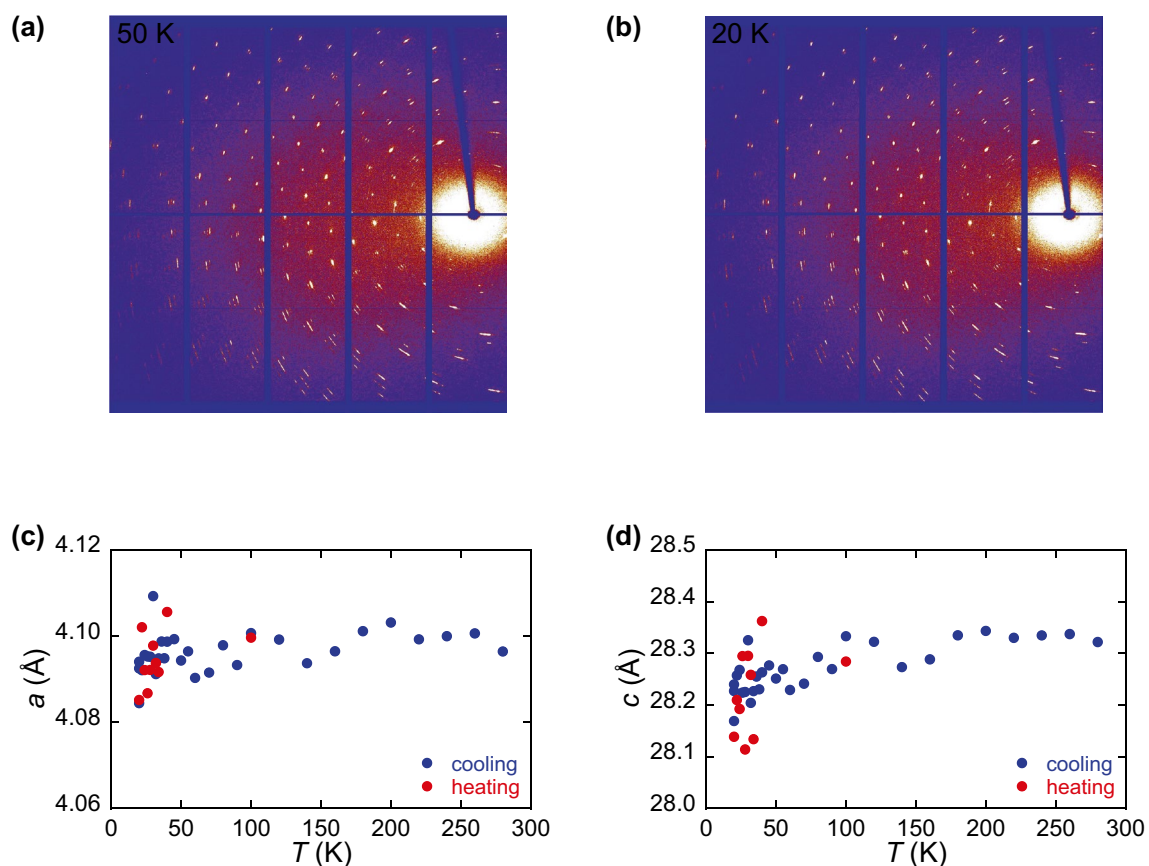 (a)
50 K
(b)
20 K
(c)
4.12
4.10
4.08
4.06
a (Å)
0
50
100
150
200
250
300
T (K)
cooling
heating
(d)
28.5
28.4
28.3
28.2
28.1
28.0
c (Å)
0
50
100
150
200
250
300
T (K)
cooling
heating